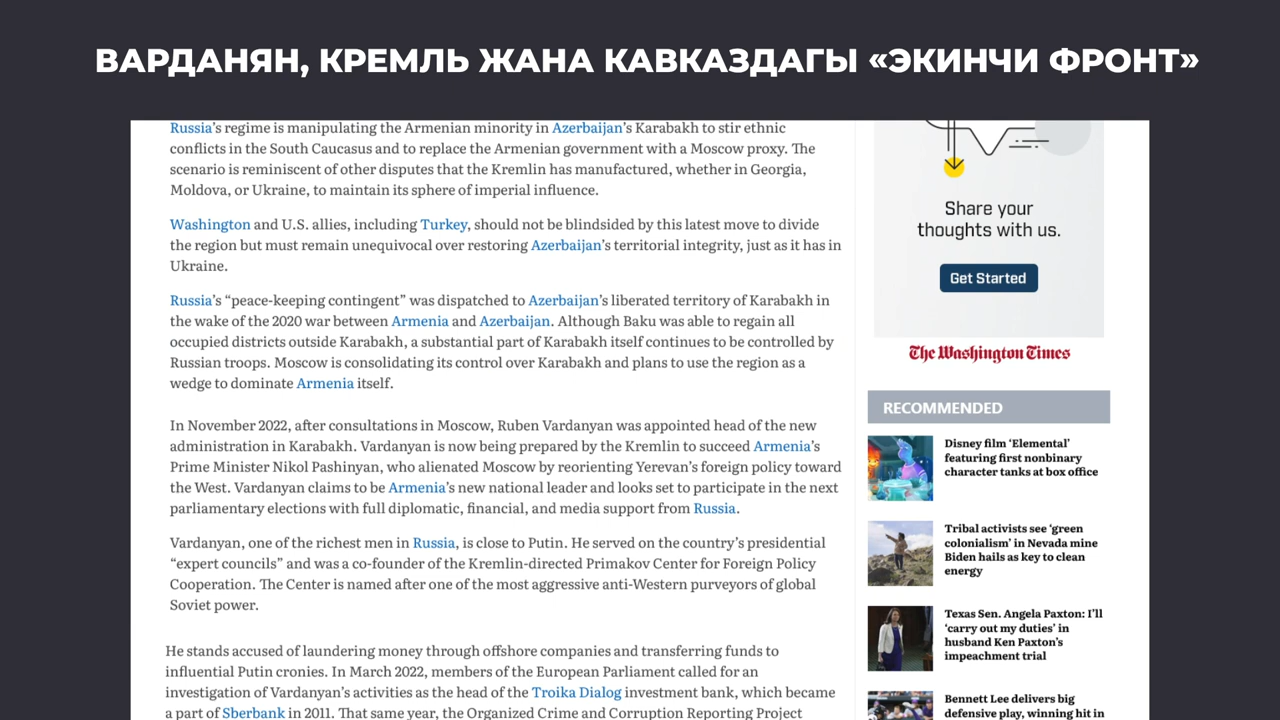 ВАРДАНЯН, КРЕМЛЬ ЖАНА КАВКАЗДАГЫ «ЭКИНЧИ ФРОНТ»
Russia’s regime is manipulating the Armenian minority in Azerbaijan’s Karabakh to stir ethnic
conflicts in the South Caucasus and to replace the Armenian government with a Moscow proxy. The
scenario is reminiscent of other disputes that the Kremlin has manufactured, whether in Georgia,
Moldova, or Ukraine, to maintain its sphere of imperial influence.
Washington and U.S. allies, including Turkey, should not be blindsided by this latest move to divide
the region but must remain unequivocal over restoring Azerbaijan’s territorial integrity, just as it has in
Ukraine.
Russia’s “peace-keeping contingent” was dispatched to Azerbaijan’s liberated territory of Karabakh in
the wake of the 2020 war between Armenia and Azerbaijan. Although Baku was able to regain all
occupied districts outside Karabakh, a substantial part of Karabakh itself continues to be controlled by
Russian troops. Moscow is consolidating its control over Karabakh and plans to use the region as a
wedge to dominate Armenia itself.
In November 2022, after consultations in Moscow, Ruben Vardanyan was appointed head of the new
administration in Karabakh. Vardanyan is now being prepared by the Kremlin to succeed Armenia’s
Prime Minister Nikol Pashinyan, who alienated Moscow by reorienting Yerevan’s foreign policy toward
the West. Vardanyan claims to be Armenia’s new national leader and looks set to participate in the next
parliamentary elections with full diplomatic, financial, and media support from Russia.
Vardanyan, one of the richest men in Russia, is close to Putin. He served on the country’s presidential
“expert councils” and was a co-founder of the Kremlin-directed Primakov Center for Foreign Policy
Cooperation. The Center is named after one of the most aggressive anti-Western purveyors of global
Soviet power.
He stands accused of laundering money through offshore companies and transferring funds to
influential Putin cronies. In March 2022, members of the European Parliament called for an
investigation of Vardanyan’s activities as the head of the Troika Dialog investment bank, which became
a part of Sberbank in 2011. That same year, the Organized Crime and Corruption Reporting Project
Share your
thoughts with us.
Get Started
The Washington Times
RECOMMENDED
Disney film ‘Elemental’
featuring first nonbinary
character tanks at box office
Tribal activists see ‘green
colonialism’ in Nevada mine
Biden hails as key to clean
energy
Texas Sen. Angela Paxton: I’ll
‘carry out my duties’ in
husband Ken Paxton’s
impeachment trial
Bennett Lee delivers big
defensive play, winning hit in